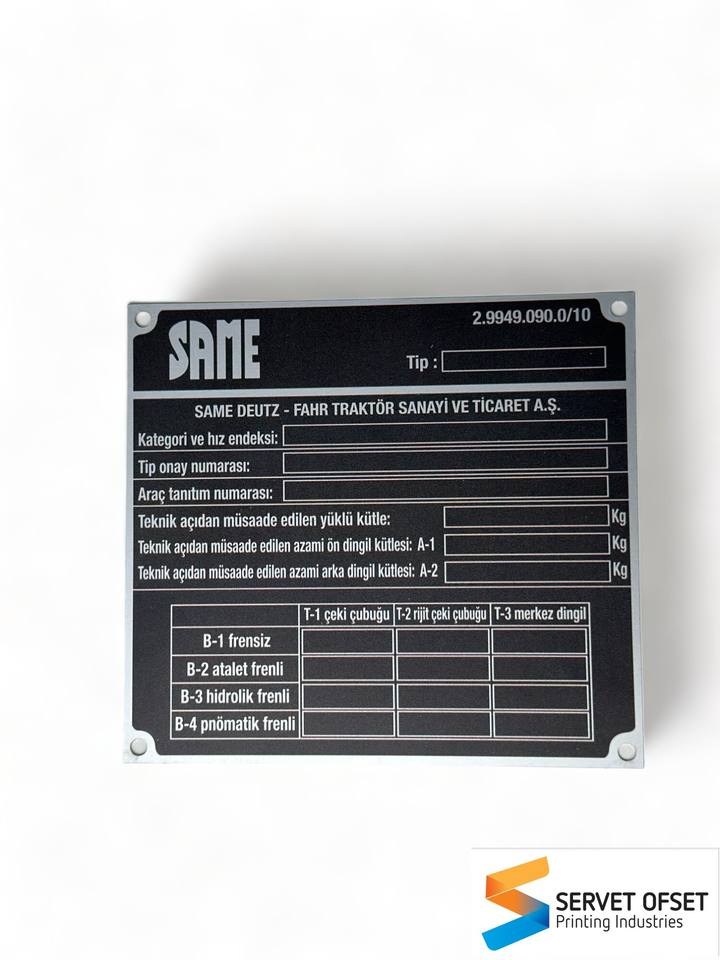 SAME
2.9949.090.0/10
Tip :
SAME DEUTZ - FAHR TRAKTÖR SANAYİ VE TİCARET A.Ş.
Kategori ve hız endeksi:
Tip onay numarası:
Araç tanıtım numarası:
Teknik açıdan müsaade edilen yüklü kütle: Kg
Teknik açıdan müsaade edilen azami ön dingil kütlesi: A-1 Kg
Teknik açıdan müsaade edilen azami arka dingil kütlesi: A-2 Kg
T-1 çeki çubuğu T-2 rijit çeki çubuğu T-3 merkez dingil
B-1 frensiz
B-2 atalet frenli
B-3 hidrolik frenli
B-4 pnömatik frenli
SERVET OFSET
Printing Industries